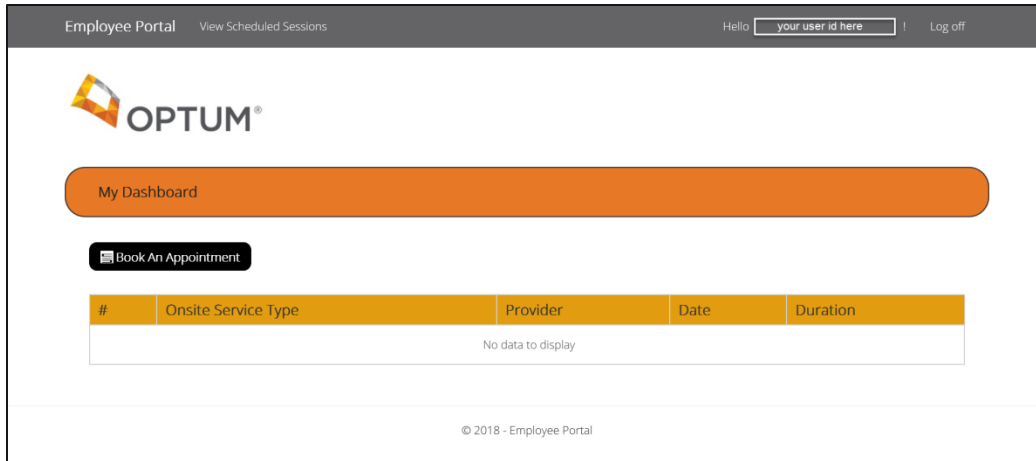 Employee Portal View Scheduled Sessions Hello your user id here ! Log off
OPTUM®
My Dashboard
Book An Appointment
# Onsite Service Type Provider Date Duration
No data to display
© 2018 - Employee Portal